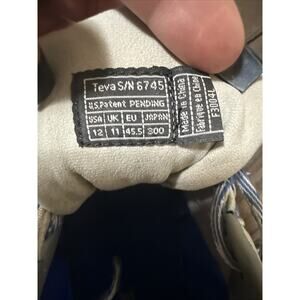 Teva S/N 6745
U.S. Patent PENDING
USA UK EU JAPAN
12 11 45.5 300
Made in China
Fabriqué en Chine
F3004L